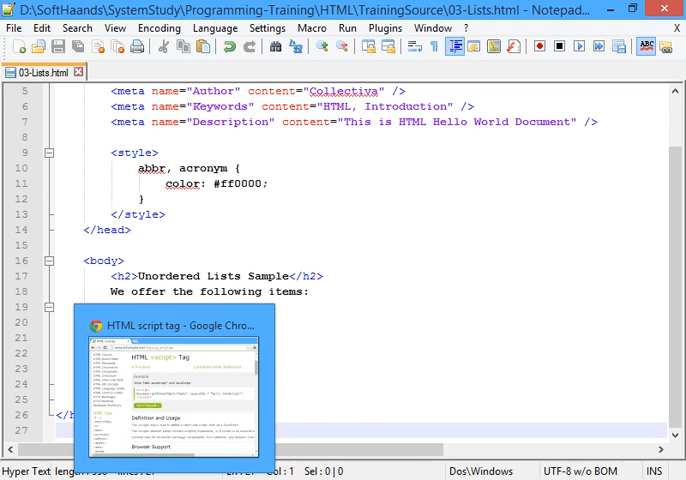 D:\SoftHaands\SystemStudy\Programming-Training\HTML\TrainingSource\03-Lists.html - Notepad...
File Edit Search View Encoding Language Settings Macro Run Plugins Window ?
03-Lists.html
5 <meta name="Author" content="Collectiva" />
6 <meta name="Keywords" content="HTML, Introduction" />
7 <meta name="Description" content="This is HTML Hello World Document" />
8
9 <style>
10 abbr, acronym {
11 color: #ff0000;
12 }
13 </style>
14 </head>
15
16 <body>
17 <h2>Unordered Lists Sample</h2>
18 We offer the following items:
19
20
21
22
23
24
25
26 </h
27
HTML script tag - Google Chro...
HTML <script> Tag
Definition and Usage
Browser Support
Hyper Text length
Col : 1 Sel : 0 | 0 Dos\Windows UTF-8 w/o BOM INS